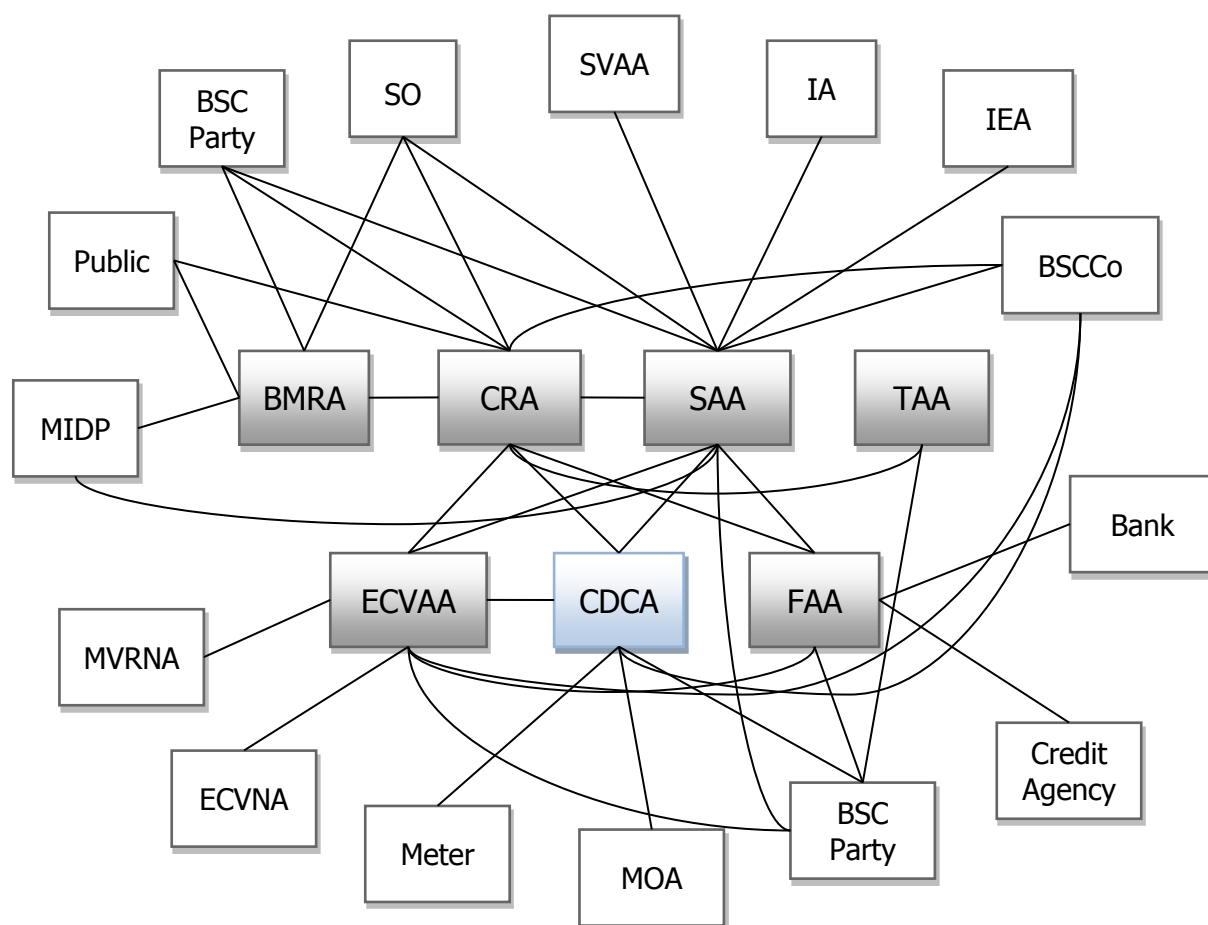 SVAA
IA
SO
BSC
Party
IEA
Public
BSCCo
BMRA
CRA
SAA
TAA
MIDP
Bank
ECVAA
CDCA
FAA
MVRNA
Credit
Agency
ECVNA
BSC
Party
Meter
MOA